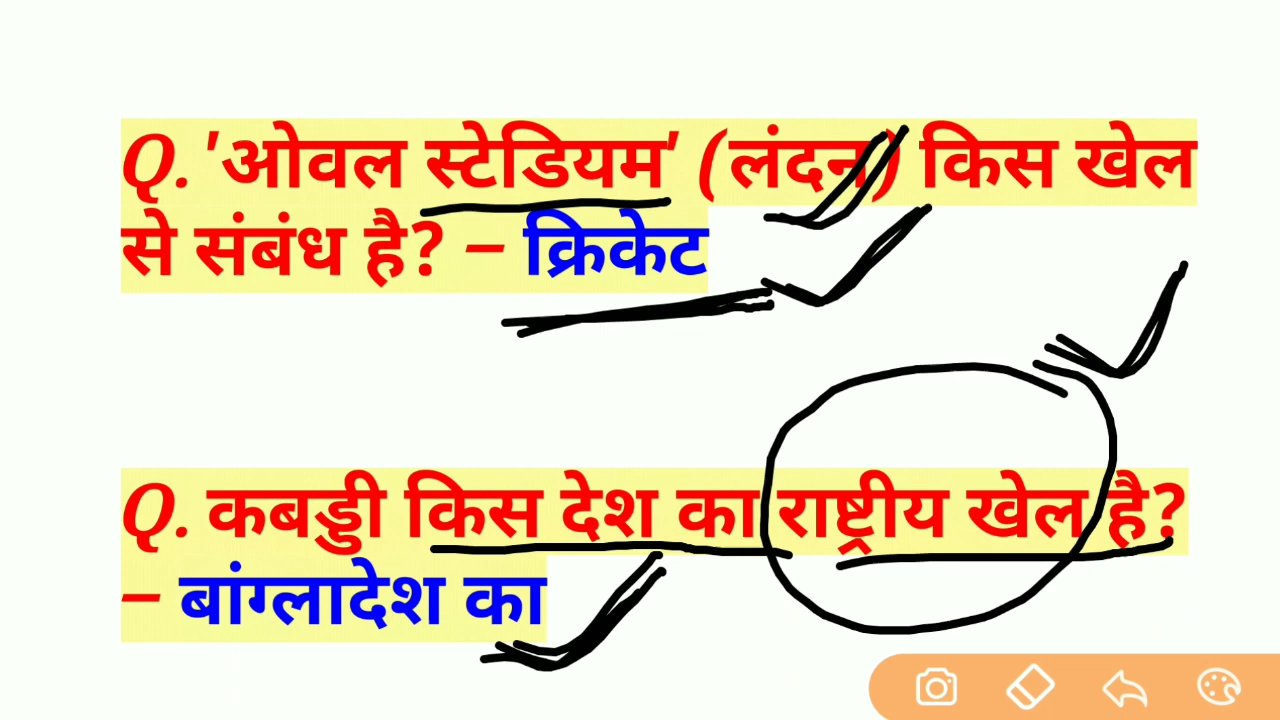 Q. 'ओवल स्टेडियम' (लंदन) किस खेल
से संबंध है? – क्रिकेट
Q. कबड्डी किस देश का राष्ट्रीय खेल है?
– बांग्लादेश का